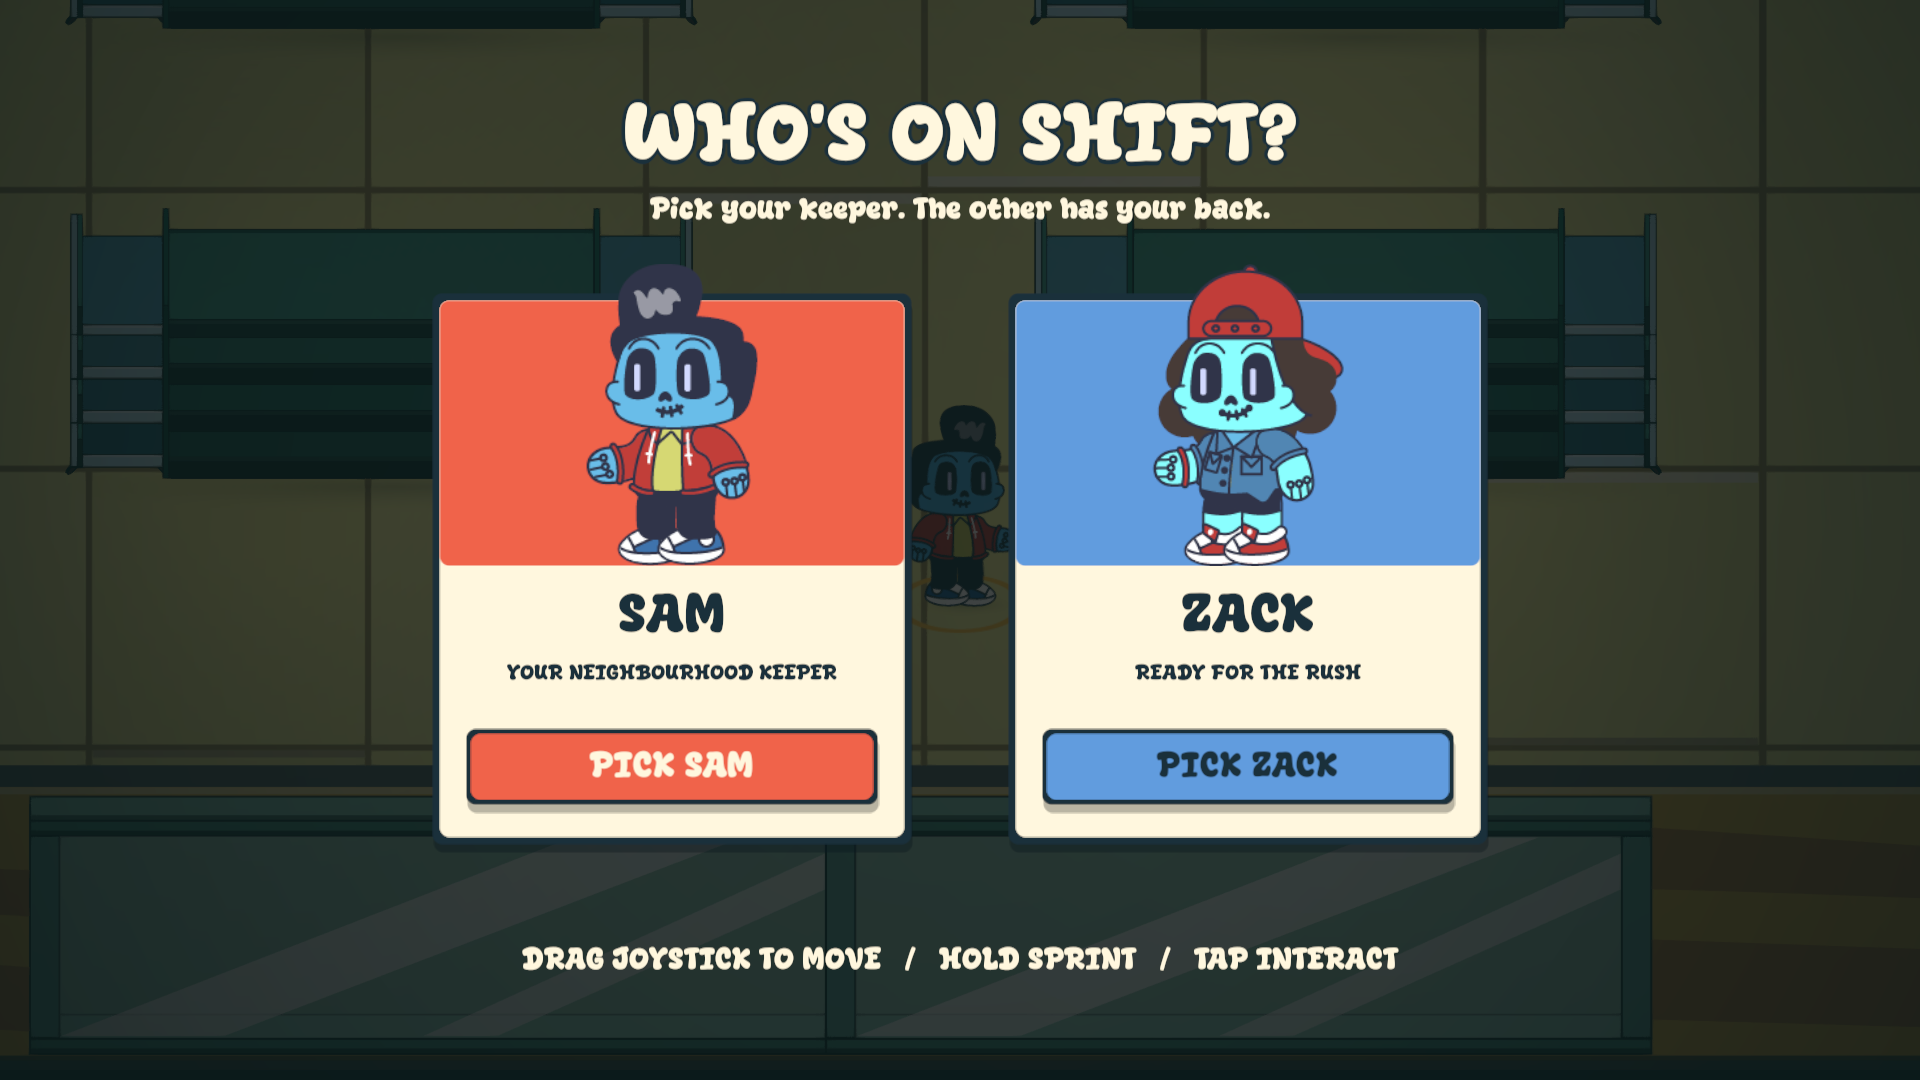 WHO'S ON SHIFT?
Pick your keeper. The other has your back.
SAM
YOUR NEIGHBOURHOOD KEEPER
PICK SAM
ZACK
READY FOR THE RUSH
PICK ZACK
DRAG JOYSTICK TO MOVE / HOLD SPRINT / TAP INTERACT